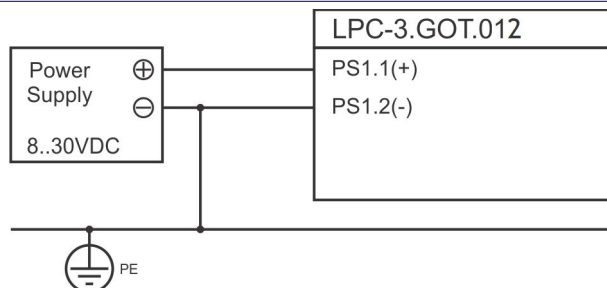 LPC-3.GOT.012
Power
Supply
8..30VDC
PS1.1(+)
PS1.2(-)
PE